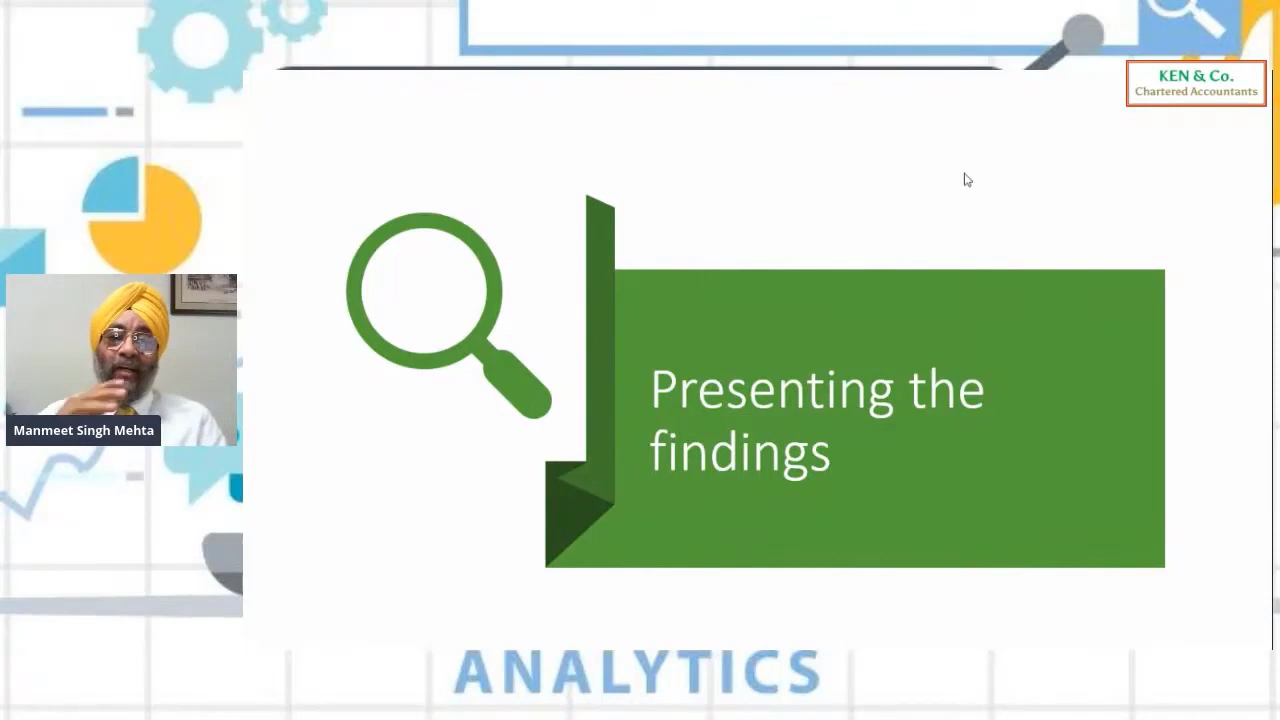 KEN & Co.
Chartered Accountants
Presenting the
findings
Manmeet Singh Mehta
ANALYTICS